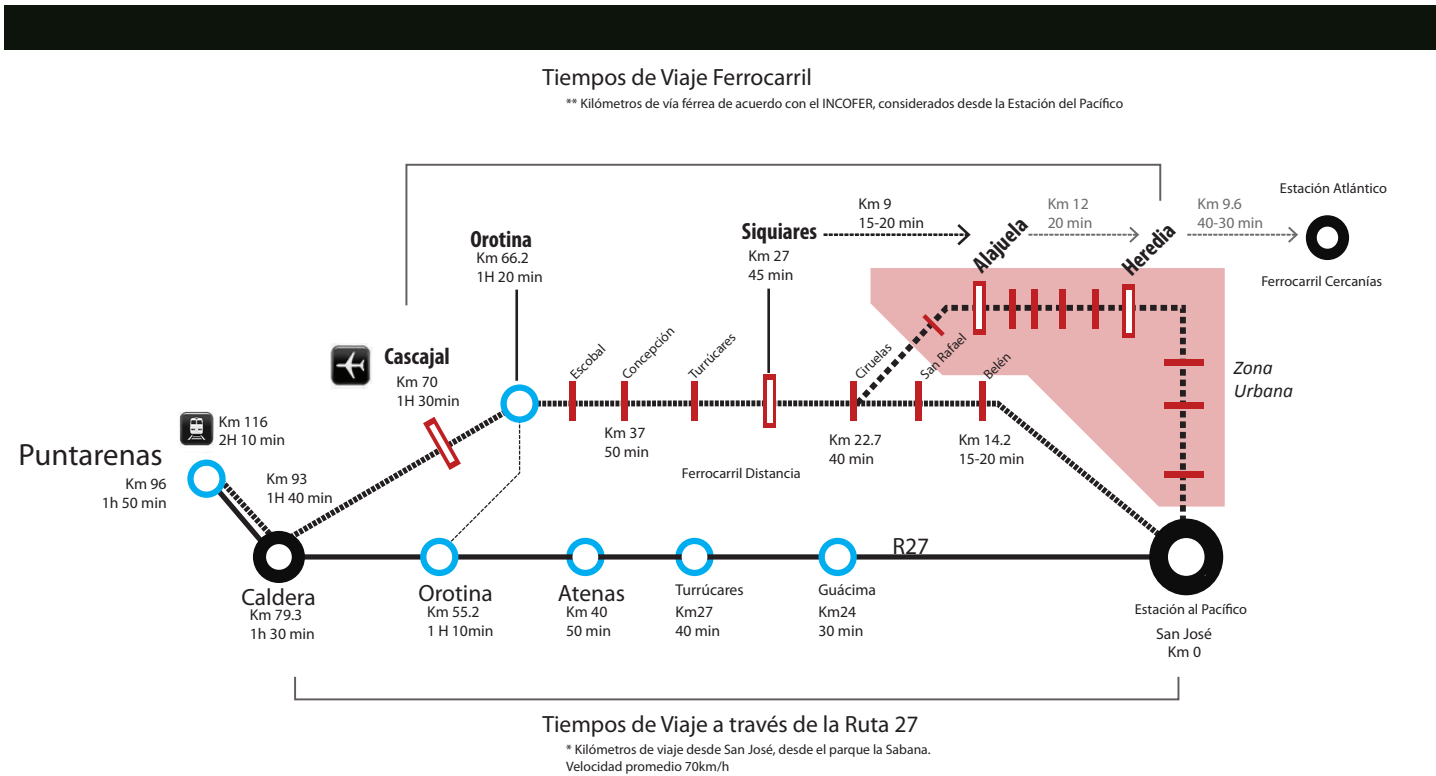 Tiempos de Viaje Ferrocarril
** Kilómetros de vía férrea de acuerdo con el INCOFER, considerados desde la Estación del Pacífico
Estación Atlántico
Ferrocarril Cercanías
Km 9
15-20 min
Km 12
20 min
Km 9.6
40-30 min
Alajuela
Heredia
Siquiares
Km 27
45 min
Orotina
Km 66.2
1H 20 min
Cascajal
Km 70
1H 30min
Escobal
Concepción
Turrúcares
Ciruelas
San Rafael
Belén
Zona
Urbana
Km 37
50 min
Km 22.7
40 min
Km 14.2
15-20 min
Ferrocarril Distancia
Km 116
2H 10 min
Puntarenas
Km 96
1h 50 min
Km 93
1H 40 min
R27
Caldera
Km 79.3
1h 30 min
Orotina
Km 55.2
1 H 10min
Atenas
Km 40
50 min
Turrúcares
Km27
40 min
Guácima
Km24
30 min
Estación al Pacífico
San José
Km 0
Tiempos de Viaje a través de la Ruta 27
* Kilómetros de viaje desde San José, desde el parque la Sabana.
Velocidad promedio 70km/h